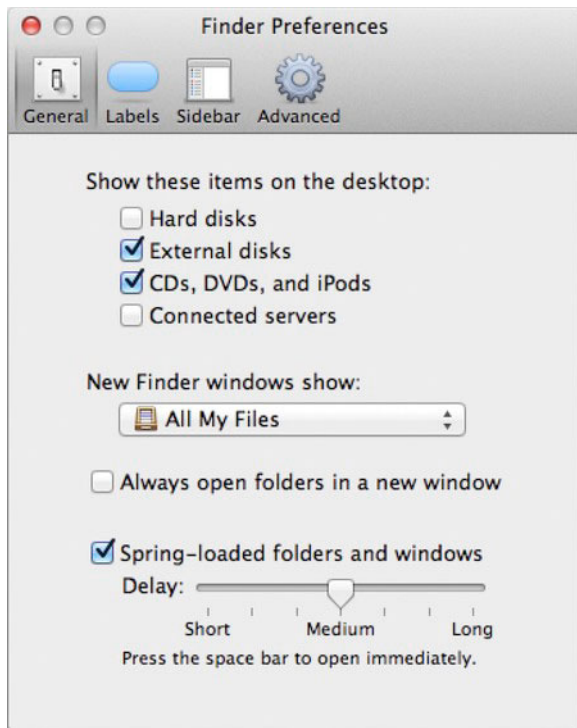 Finder Preferences
General Labels Sidebar Advanced
Show these items on the desktop:
Hard disks
External disks
CDs, DVDs, and iPods
Connected servers
New Finder windows show:
All My Files
Always open folders in a new window
Spring-loaded folders and windows
Delay:
Short Medium Long
Press the space bar to open immediately.